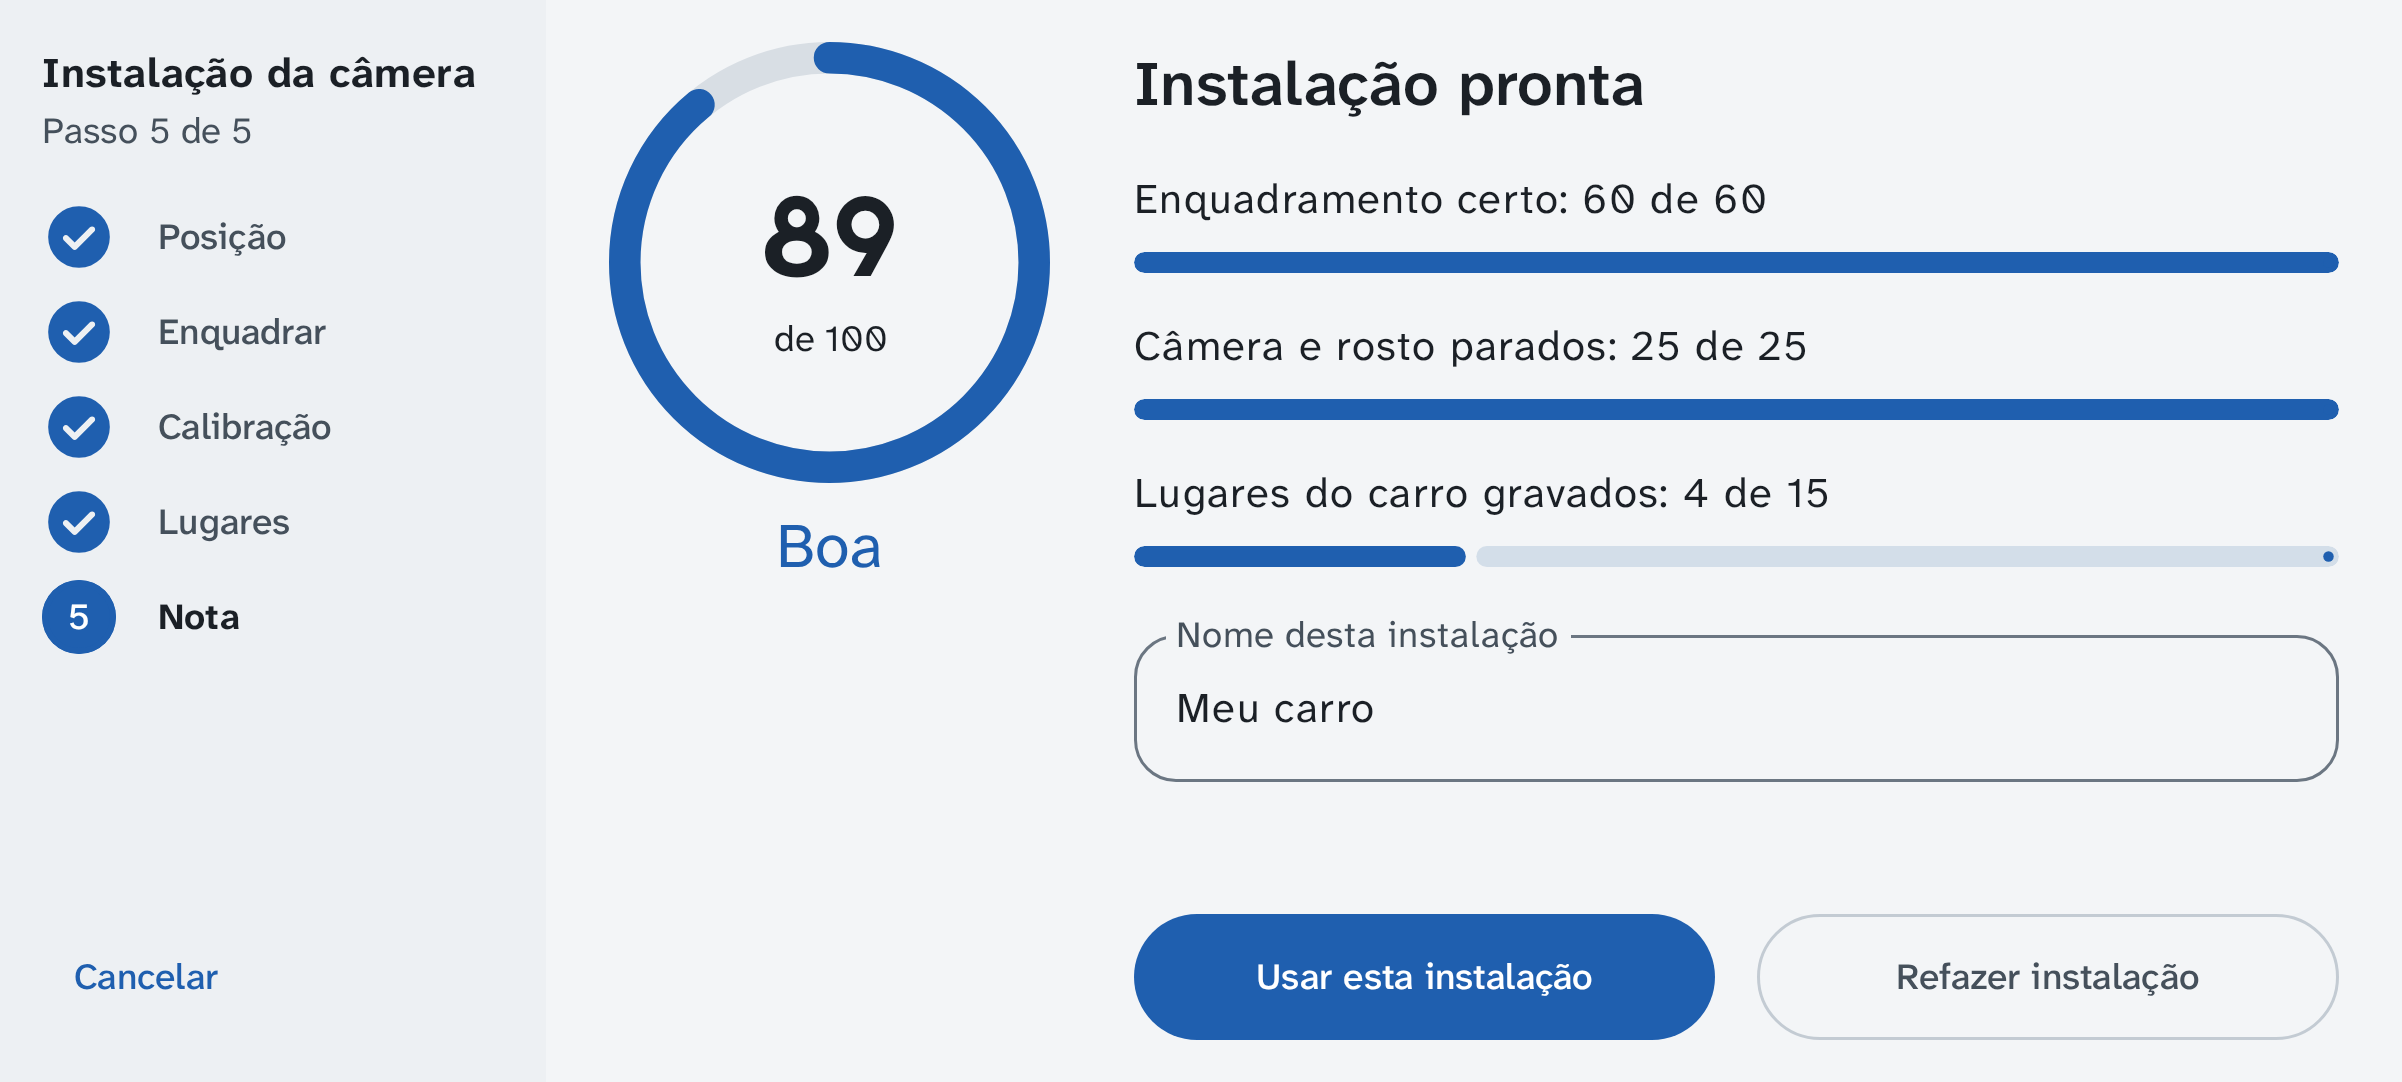 Instalação da câmera
Passo 5 de 5
Posição
Enquadrar
Calibração
Lugares
5 Nota
Cancelar
89
de 100
Boa
Instalação pronta
Enquadramento certo: 60 de 60
Câmera e rosto parados: 25 de 25
Lugares do carro gravados: 4 de 15
Nome desta instalação
Meu carro
Usar esta instalação
Refazer instalação